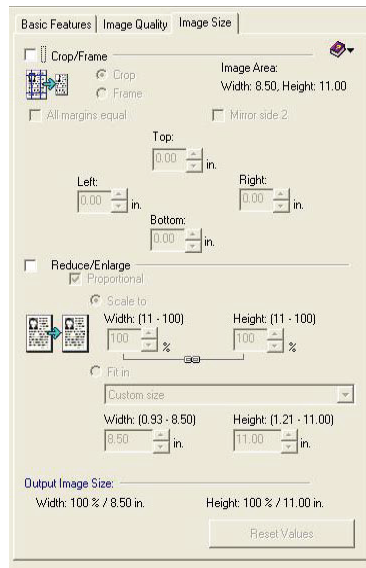 Basic Features Image Quality Image Size
Crop/Frame
Crop
Frame
Image Area:
Width: 8.50, Height: 11.00
All margins equal
Mirror side 2
Top:
0.00 in.
Left:
0.00 in.
Right:
0.00 in.
Bottom:
0.00 in.
Reduce/Enlarge
Proportional
Scale to
Width: (11 - 100) Height: (11 - 100)
100 % 100 %
Fit in
Custom size
Width: (0.93 - 8.50) Height: (1.21 - 11.00)
8.50 in. 11.00 in.
Output Image Size:
Width: 100 % / 8.50 in. Height: 100 % / 11.00 in.
Reset Values